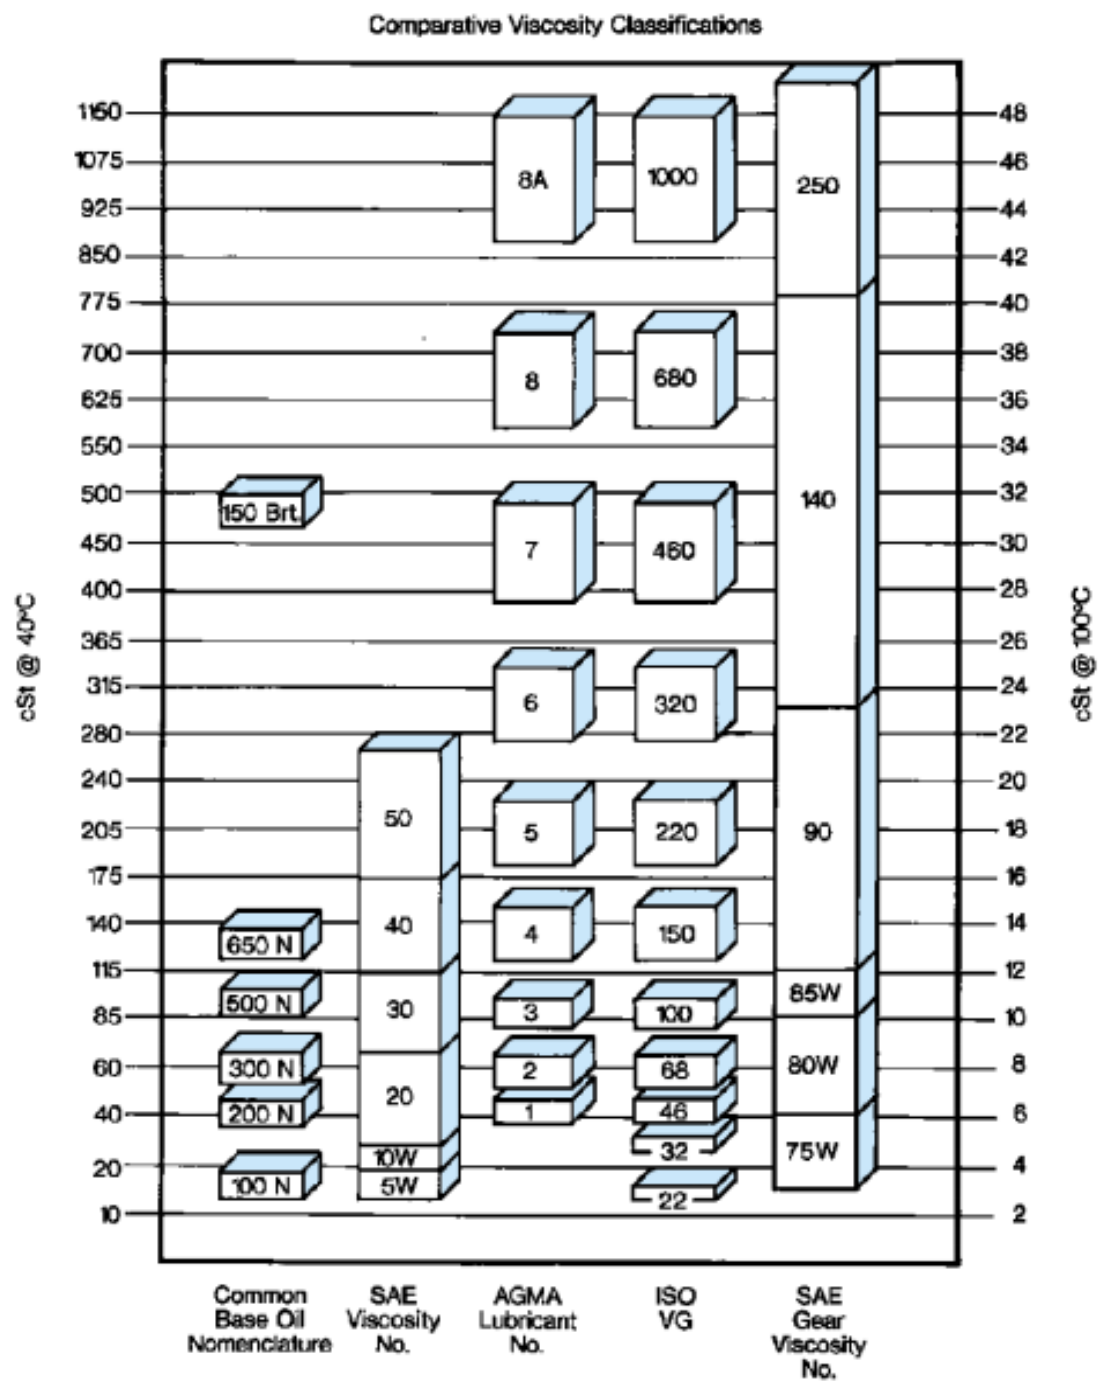 Comparative Viscosity Classifications
1150
48
8A
1000
250
1075
46
925
44
850
42
775
40
700
38
8
680
625
36
550
34
500
32
150 Brt.
140
450
30
7
460
400
28
365
26
315
24
6
320
280
22
240
20
50
205
18
5
220
90
175
16
140
14
40
4
150
650 N
115
12
500 N
30
3
100
85W
85
10
60
8
300 N
2
68
80W
20
40
6
200 N
1
46
10W
32
75W
20
4
100 N
5W
22
10
2
cSt @ 40ºC
cSt @ 100ºC
Common
Base Oil
Nomenclature
SAE
Viscosity
No.
AGMA
Lubricant
No.
ISO
VG
SAE
Gear
Viscosity
No.